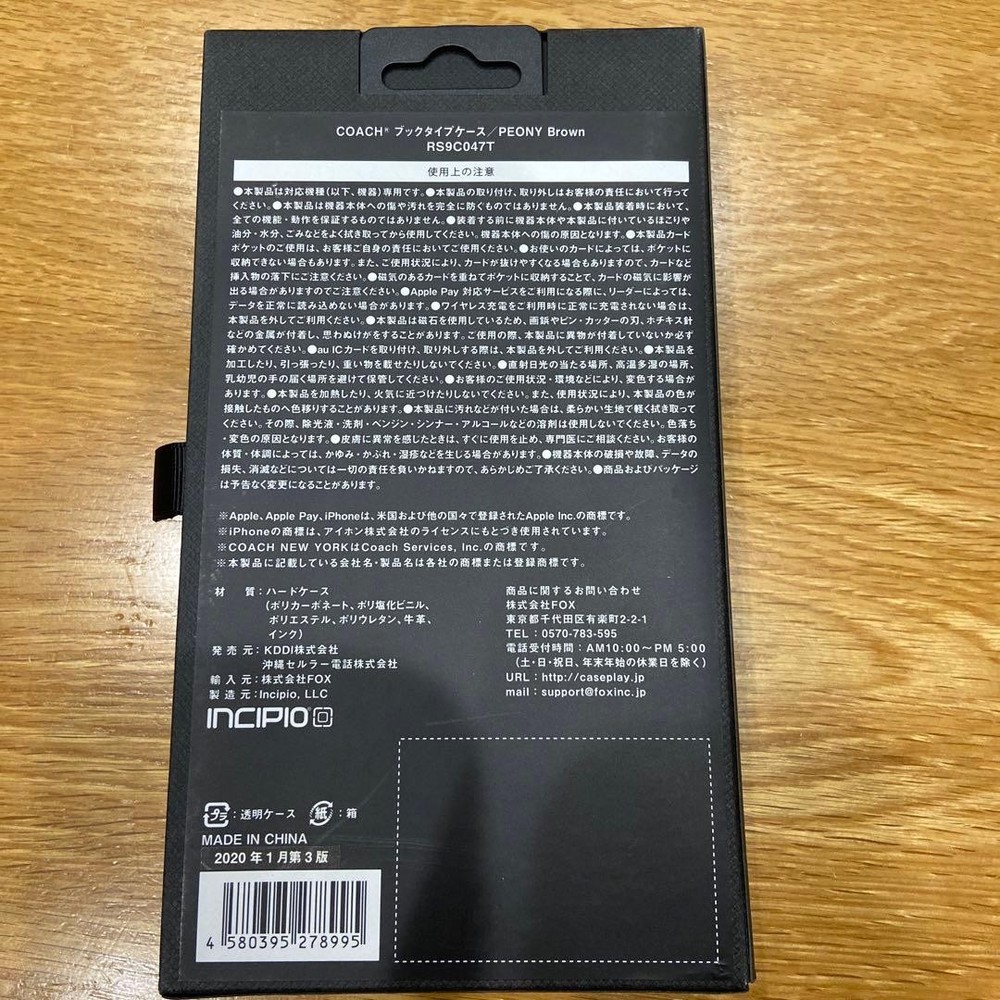 COACH® ブックタイプケース／PEONY Brown
RS9C047T
使用上の注意
●本製品は対応機種(以下、機器)専用です。●本製品の取り付け、取り外しはお客様の責任において行って
ください。●本製品は機器本体への傷や汚れを完全に防ぐものではありません。●本製品装着時において、
全ての機能・動作を保証するものではありません。●装着する前に機器本体や本製品に付いているほこりや
油分・水分、ごみなどをよく拭き取ってから使用してください。機器本体への傷の原因となります。●本製品カード
ポケットのご使用は、お客様ご自身の責任においてご使用ください。●お使いのカードによっては、ポケットに
収納できない場合もあります。また、ご使用状況により、カードが抜けやすくなる場合もありますので、カードなど
挿入物の落下にご注意ください。●磁気のあるカードを重ねてポケットに収納することで、カードの磁気に影響が
出る場合がありますのでご注意ください。●Apple Pay 対応サービスをご利用になる際に、リーダーによっては、
データを正常に読み込めない場合があります。●ワイヤレス充電をご利用時に正常に充電されない場合は、
本製品を外してご利用ください。●本製品は磁石を使用しているため、画鋲やピン・カッターの刃、ホチキス針
などの金属が付着し、思わぬけがをすることがあります。ご使用の際、本製品に異物が付着していないか必ず
確かめてください。●au ICカードを取り付け、取り外しする際は、本製品を外してご利用ください。●本製品を
加工したり、引っ張ったり、重い物を載せたりしないでください。●直射日光の当たる場所、高温多湿の場所、
乳幼児の手の届く場所を避けて保管してください。●お客様のご使用状況・環境などにより、変色する場合が
あります。●本製品を加熱したり、火気に近づけたりしないでください。また、使用状況により、本製品の色が
接触したものへ色移りすることがあります。●本製品に汚れなどが付いた場合は、柔らかい生地で軽く拭き取って
ください。その際、除光液・洗剤・ベンジン・シンナー・アルコールなどの溶剤は使用しないでください。色落ち
・変色の原因となります。●皮膚に異常を感じたときは、すぐに使用を止め、専門医にご相談ください。お客様の
体質・体調によっては、かゆみ・かぶれ・湿疹などを生じる場合があります。●機器本体の破損や故障、データの
損失、消滅などについては一切の責任を負いかねますので、あらかじめご了承ください。●商品およびパッケージ
は予告なく変更になることがあります。
※Apple、Apple Pay、iPhoneは、米国および他の国々で登録されたApple Inc.の商標です。
※iPhoneの商標は、アイホン株式会社のライセンスにもとづき使用されています。
※COACH NEW YORKはCoach Services, Inc.の商標です。
※本製品に記載している会社名・製品名は各社の商標または登録商標です。
材 質：ハードケース
(ポリカーボネート、ポリ塩化ビニル、
ポリエステル、ポリウレタン、牛革、
インク)
発 売 元：KDDI株式会社
沖縄セルラー電話株式会社
輸 入 元：株式会社FOX
製 造 元：Incipio, LLC
INCIPIO
商品に関するお問い合わせ
株式会社FOX
東京都千代田区有楽町2-2-1
TEL：0570-783-595
電話受付時間：AM10:00～PM 5:00
(土・日・祝日、年末年始の休業日を除く)
URL：http://caseplay.jp
mail：support@foxinc.jp
プラ：透明ケース 紙：箱
MADE IN CHINA
2020年1月第3版
4 580395 278995